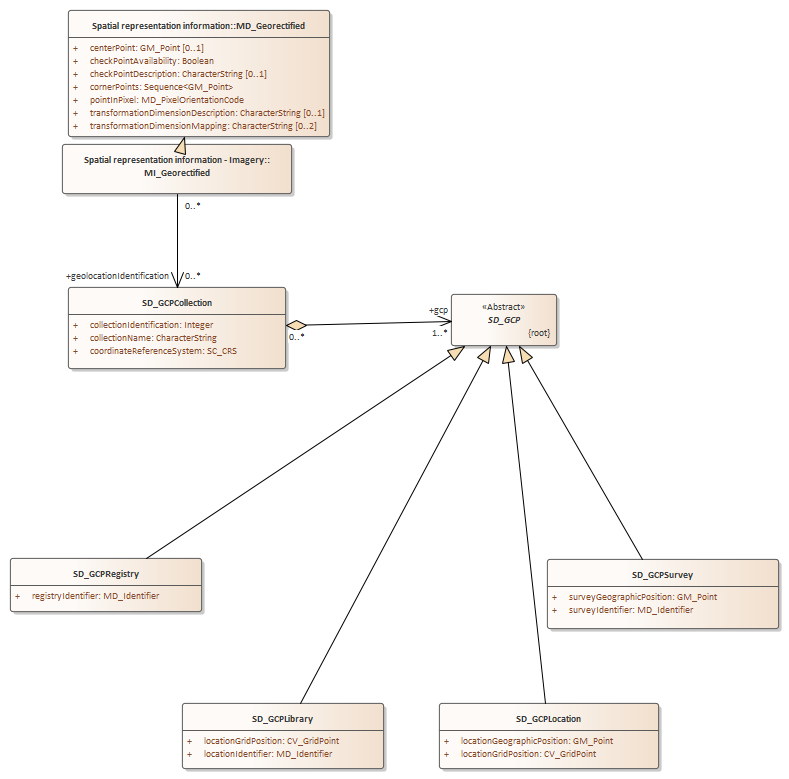 Spatial representation information::MD_Georectified
+ centerPoint: GM_Point [0..1]
+ checkPointAvailability: Boolean
+ checkPointDescription: CharacterString [0..1]
+ cornerPoints: Sequence<GM_Point>
+ pointInPixel: MD_PixelOrientationCode
+ transformationDimensionDescription: CharacterString [0..1]
+ transformationDimensionMapping: CharacterString [0..2]
Spatial representation information - Imagery::
MI_Georectified
0..*
+geolocationIdentification 0..*
SD_GCPCollection
+ collectionIdentification: Integer
+ collectionName: CharacterString
+ coordinateReferenceSystem: SC_CRS
0..*
+gcp
1..*
«Abstract»
SD_GCP
{root}
SD_GCPRegistry
+ registryIdentifier: MD_Identifier
SD_GCPSurvey
+ surveyGeographicPosition: GM_Point
+ surveyIdentifier: MD_Identifier
SD_GCPLibrary
+ locationGridPosition: CV_GridPoint
+ locationIdentifier: MD_Identifier
SD_GCPLocation
+ locationGeographicPosition: GM_Point
+ locationGridPosition: CV_GridPoint